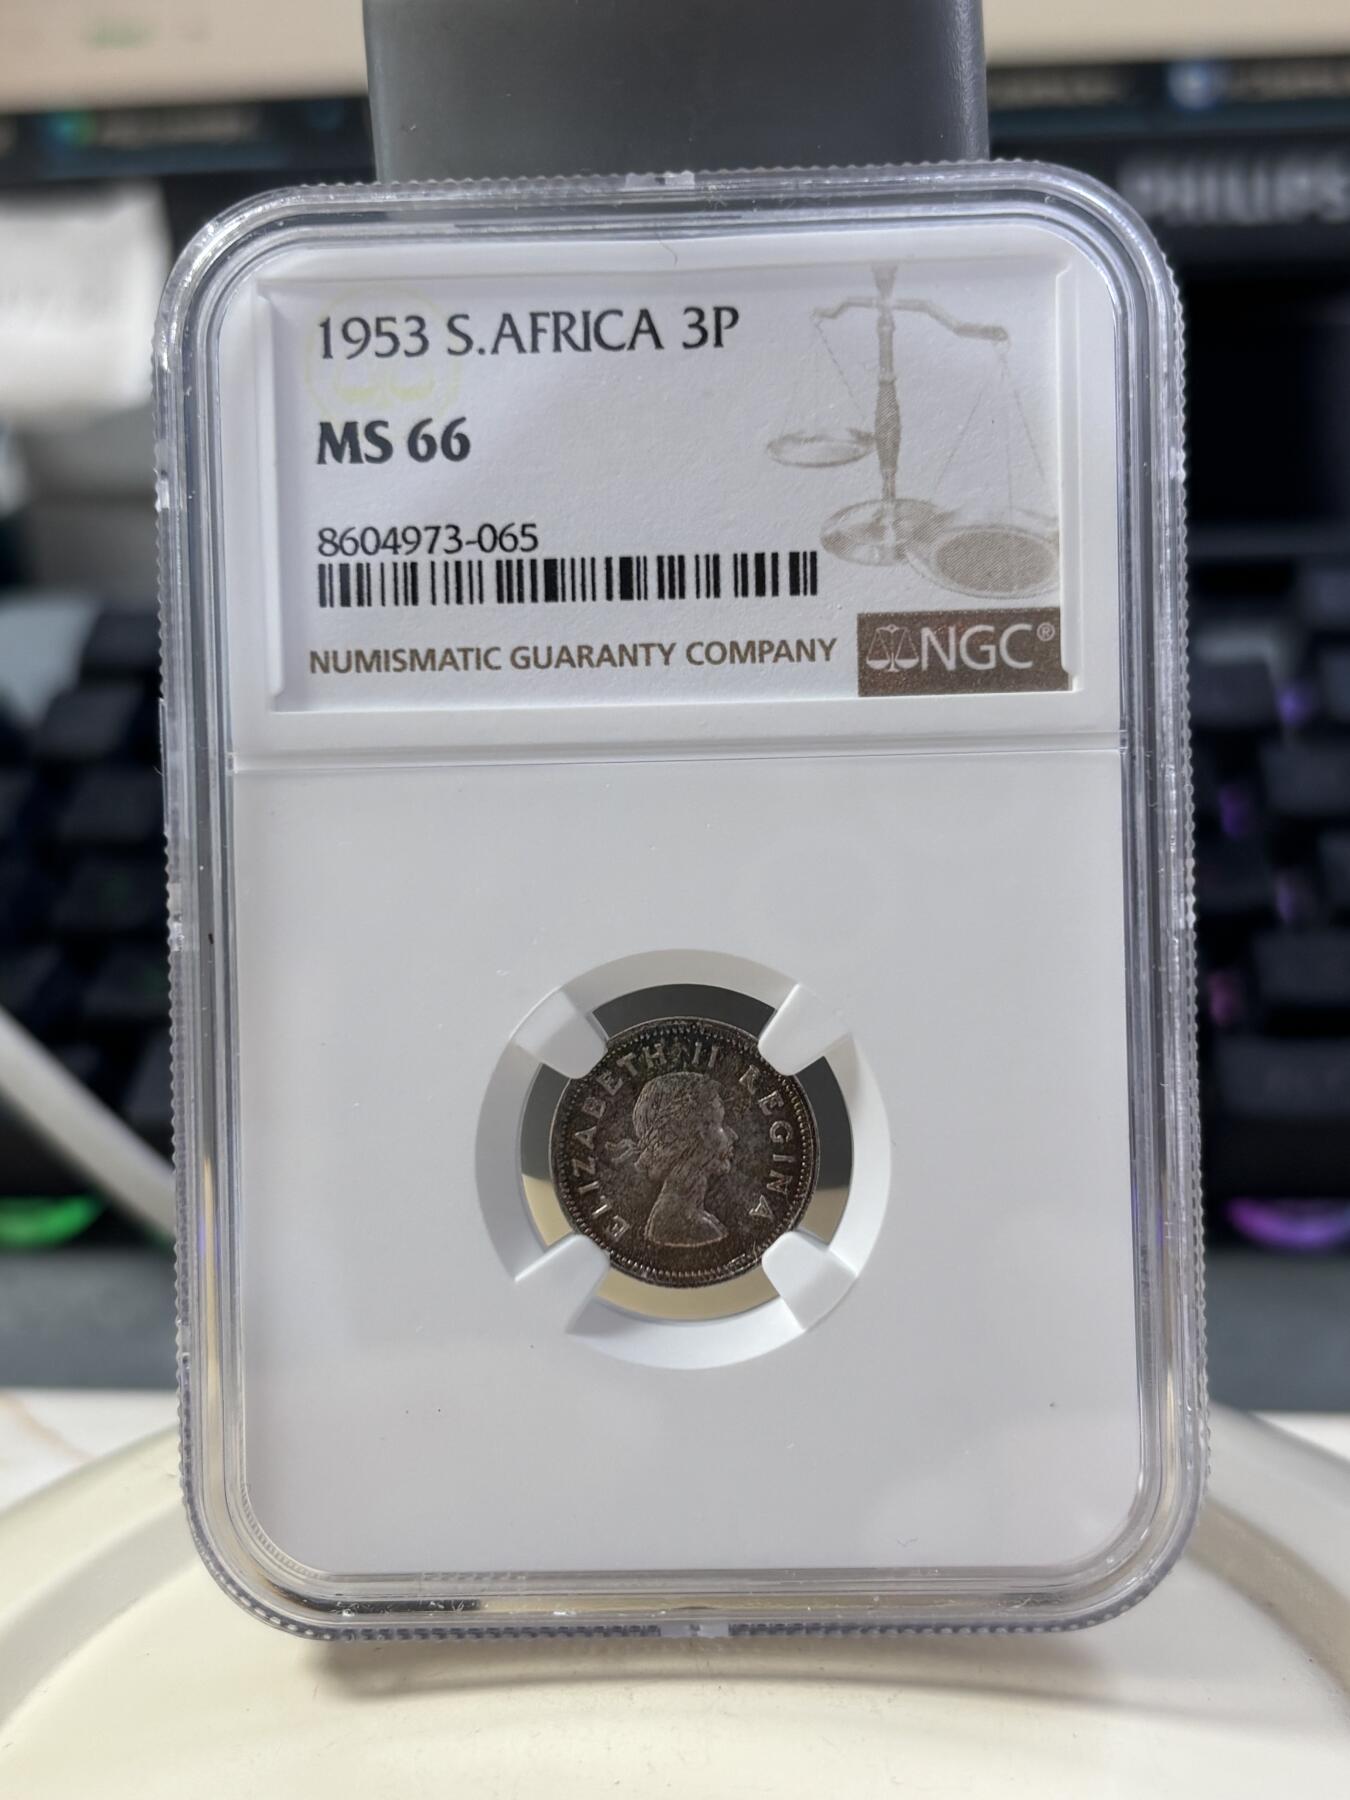 PHILIPS
1953 S.AFRICA 3P
MS 66
8604973-065
NUMISMATIC GUARANTY COMPANY
NGC®
ELIZABETH II REGINA